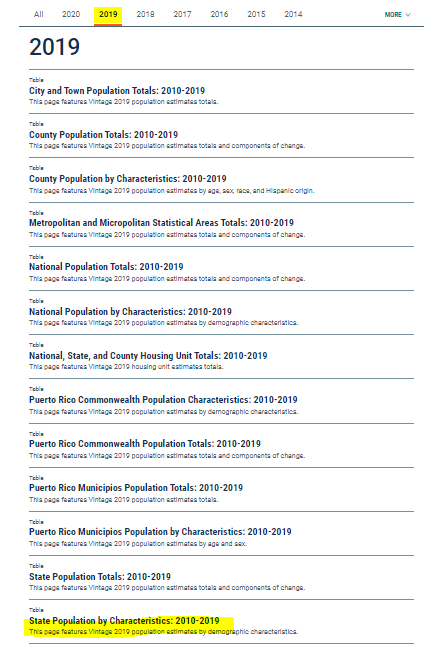 All 2020 2019 2018 2017 2016 2015 2014 MORE
2019
Table
City and Town Population Totals: 2010-2019
This page features Vintage 2019 population estimates totals.
Table
County Population Totals: 2010-2019
This page features Vintage 2019 population estimates totals and components of change.
Table
County Population by Characteristics: 2010-2019
This page features Vintage 2019 population estimates by age, sex, race, and Hispanic origin.
Table
Metropolitan and Micropolitan Statistical Areas Totals: 2010-2019
This page features Vintage 2019 population estimates totals and components of change.
Table
National Population Totals: 2010-2019
This page features Vintage 2019 population estimates totals and components of change.
Table
National Population by Characteristics: 2010-2019
This page features Vintage 2019 population estimates by demographic characteristics.
Table
National, State, and County Housing Unit Totals: 2010-2019
This page features Vintage 2019 housing unit estimates totals.
Table
Puerto Rico Commonwealth Population Characteristics: 2010-2019
This page features Vintage 2019 population estimates by demographic characteristics.
Table
Puerto Rico Commonwealth Population Totals: 2010-2019
This page features Vintage 2019 population estimates totals and components of change.
Table
Puerto Rico Municipios Population Totals: 2010-2019
This page features Vintage 2019 population estimates totals.
Table
Puerto Rico Municipios Population by Characteristics: 2010-2019
This page features Vintage 2019 population estimates by age and sex.
Table
State Population Totals: 2010-2019
This page features Vintage 2019 population estimates totals and components of change.
Table
State Population by Characteristics: 2010-2019
This page features Vintage 2019 population estimates by demographic characteristics.